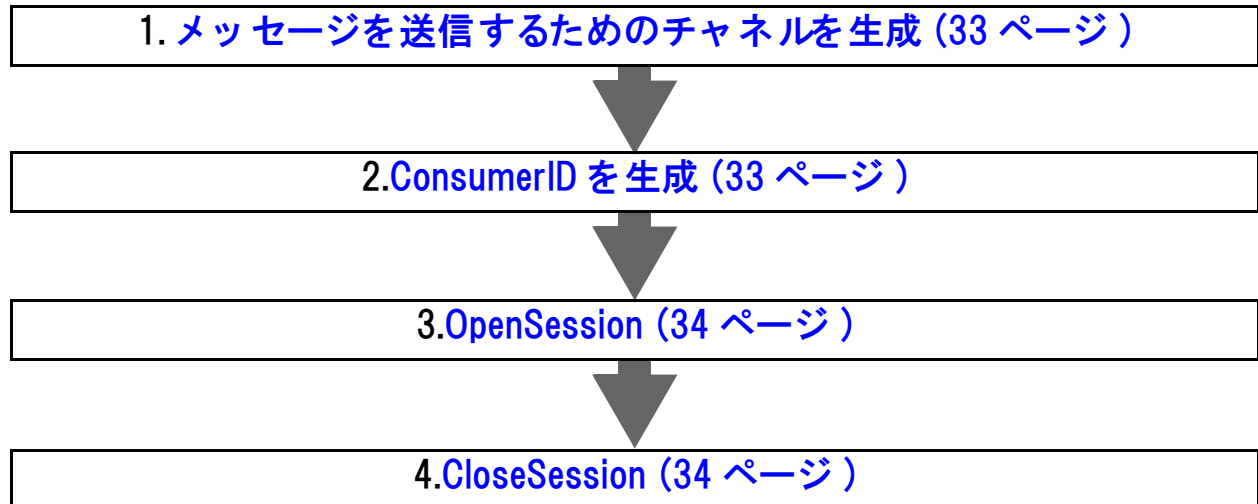 1.メッセージを送信するためのチャネルを生成 (33 ページ )
2.ConsumerID を生成 (33 ページ )
3.OpenSession (34 ページ )
4.CloseSession (34 ページ )